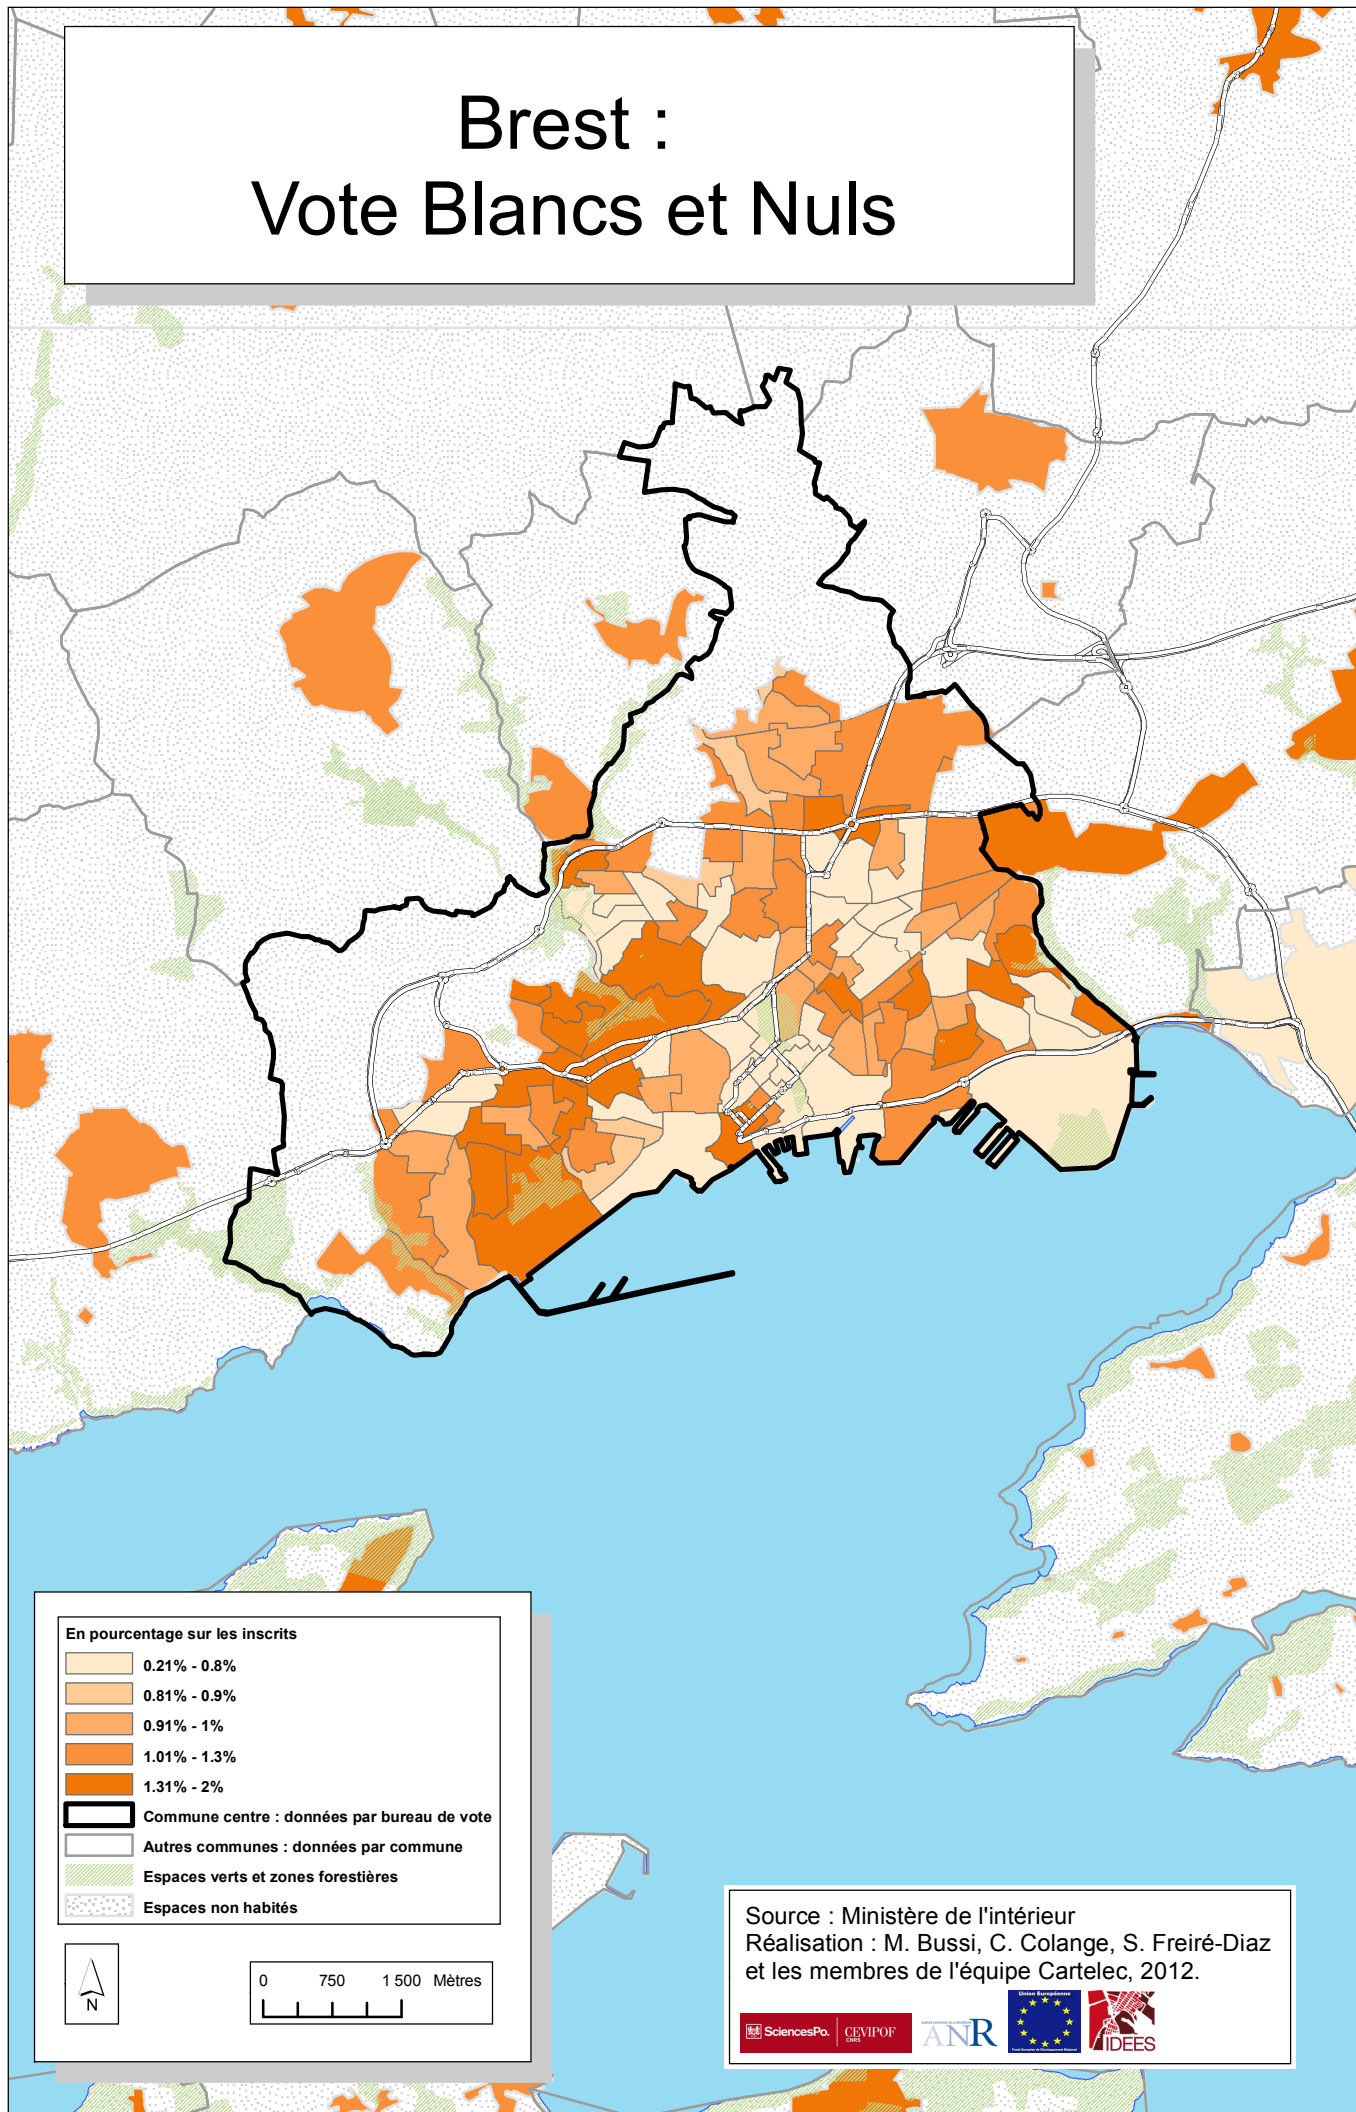 Brest :
Vote Blancs et Nuls
En pourcentage sur les inscrits
0.21% - 0.8%
0.81% - 0.9%
0.91% - 1%
1.01% - 1.3%
1.31% - 2%
Commune centre : données par bureau de vote
Autres communes : données par commune
Espaces verts et zones forestières
Espaces non habités
N
0 750 1 500 Mètres
Source : Ministère de l'intérieur
Réalisation : M. Bussi, C. Colange, S. Freiré-Diaz
et les membres de l'équipe Cartelec, 2012.
SciencesPo. CEVIPOF
CNRS
ANR
Union Européenne
IDEES